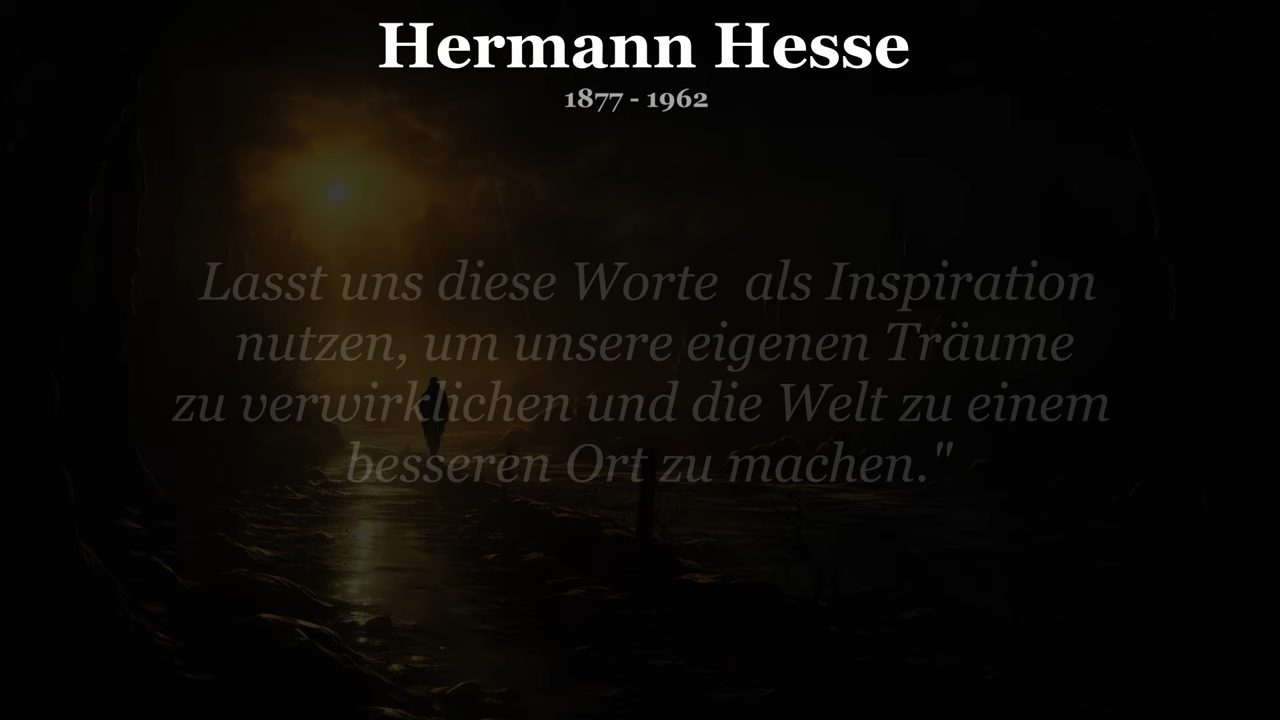 Hermann Hesse
1877 - 1962
Lasst uns diese Worte  als Inspiration
nutzen, um unsere eigenen Träume
zu verwirklichen und die Welt zu einem
besseren Ort zu machen."